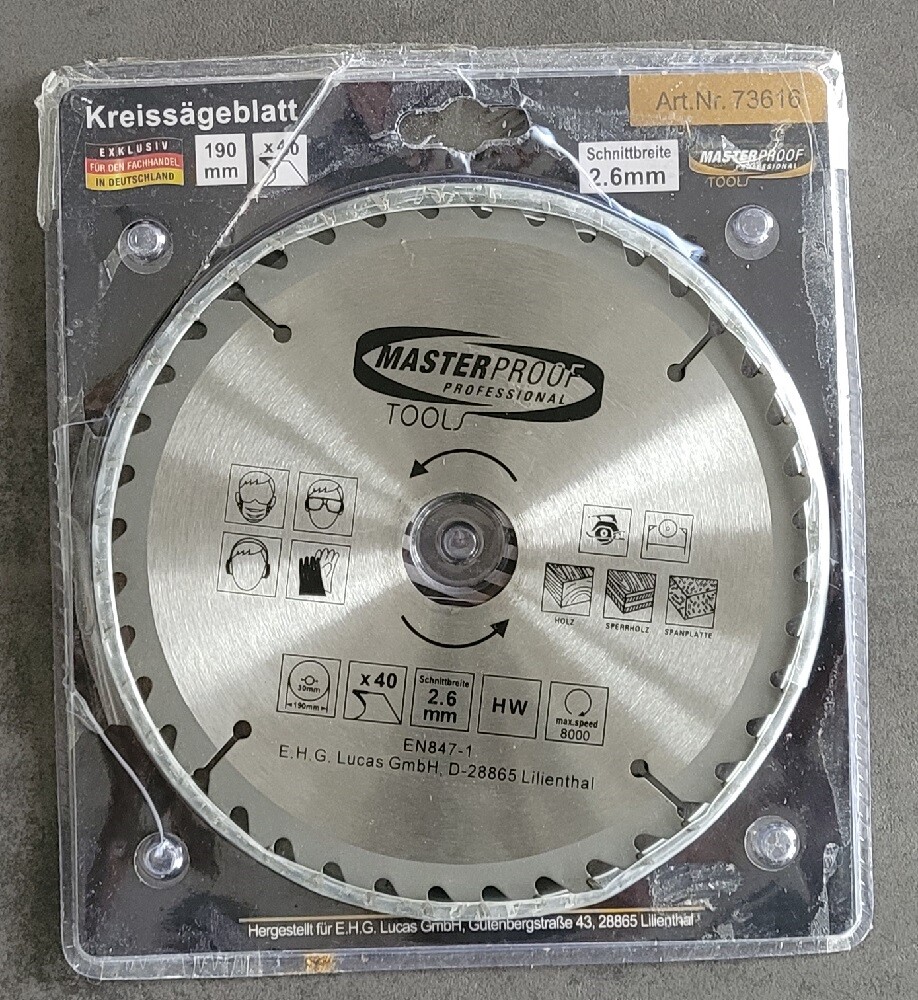 Kreissägeblatt
Art.Nr. 73616
EXKLUSIV
FÜR DEN FACHHANDEL
IN DEUTSCHLAND
190
mm
x40
Schnittbreite
2.6mm
MASTERPROOF
PROFESSIONAL
TOOLS
MASTERPROOF
PROFESSIONAL
TOOLS
HOLZ
SPERRHOLZ
SPANPLATTE
30mm
190mm
x 40
Schnittbreite
2.6
mm
HW
max.speed
8000
EN847-1
E.H.G. Lucas GmbH, D-28865 Lilienthal
Hergestellt für E.H.G. Lucas GmbH, Gutenbergstraße 43, 28865 Lilienthal